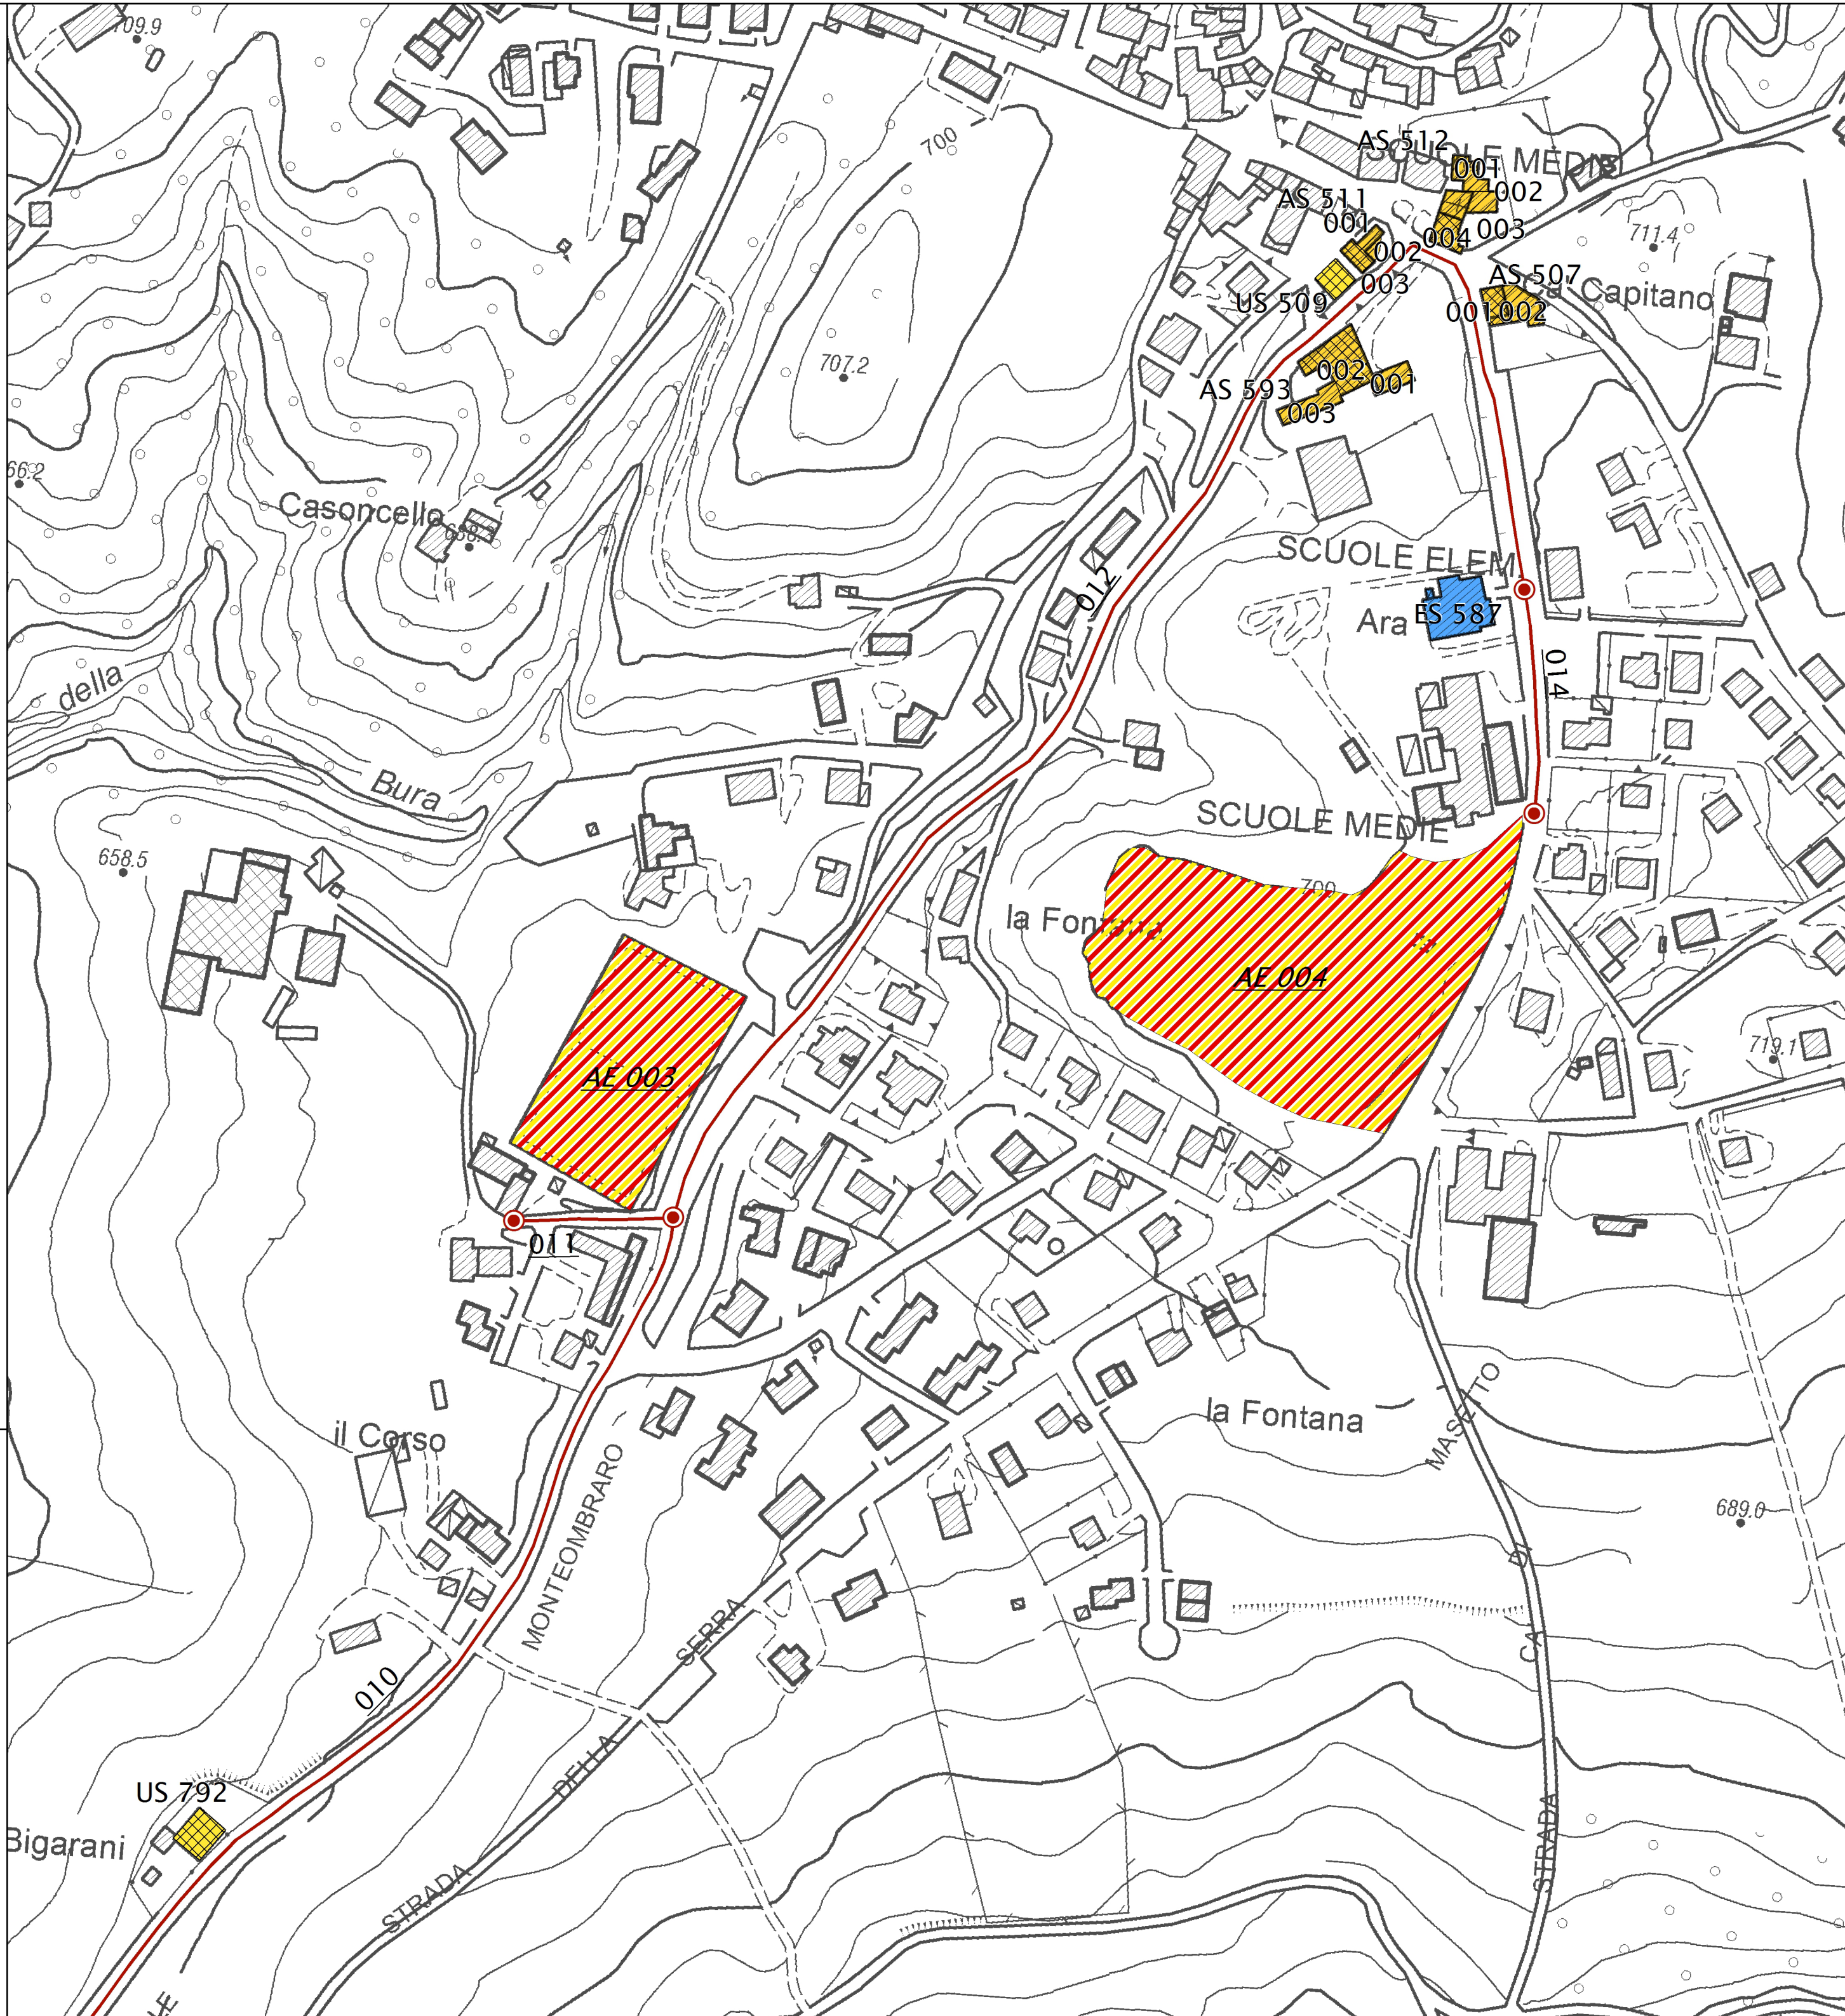 709.9
700
AS 512
SCUOLE MEDIE
001
002
AS 511
001
003
004
711.4
002
AS 507
003
Ca' Capitano
US 509
001
002
707.2
002
AS 593
001
003
66.2
Casoncello
688.
SCUOLE ELEM
012
ES 587
Ara
014
della
Bura
SCUOLE MEDIE
658.5
700
la Fontana
AE 004
719.1
AE 003
011
la Fontana
MASETTO
il Corso
689.0
MONTEOMBRARO
DI
SERRA
CA'
010
DELLA
US 792
STRADA
Bigarani
STRADA